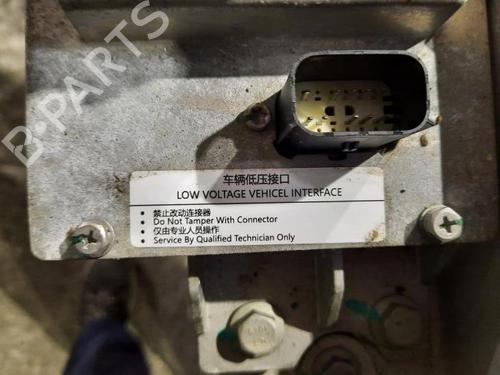 B-PARTS
车辆低压接口
LOW VOLTAGE VEHICEL INTERFACE
• 禁止改动连接器
• Do Not Tamper With Connector
• 仅由专业人员操作
• Service By Qualified Technician Only